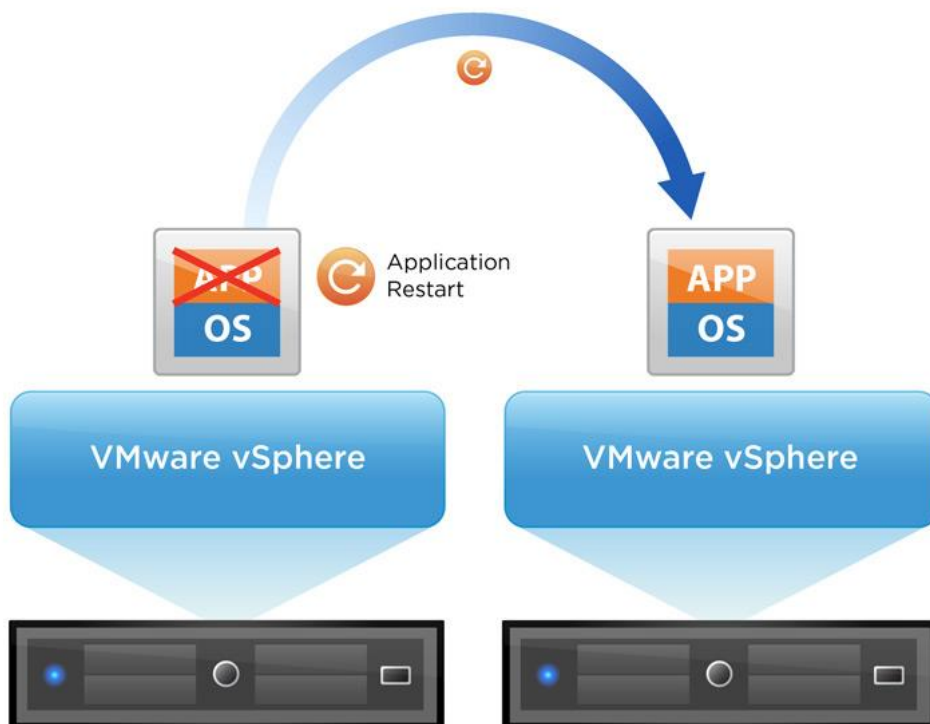 APP
OS
Application
Restart
APP
OS
VMware vSphere
VMware vSphere